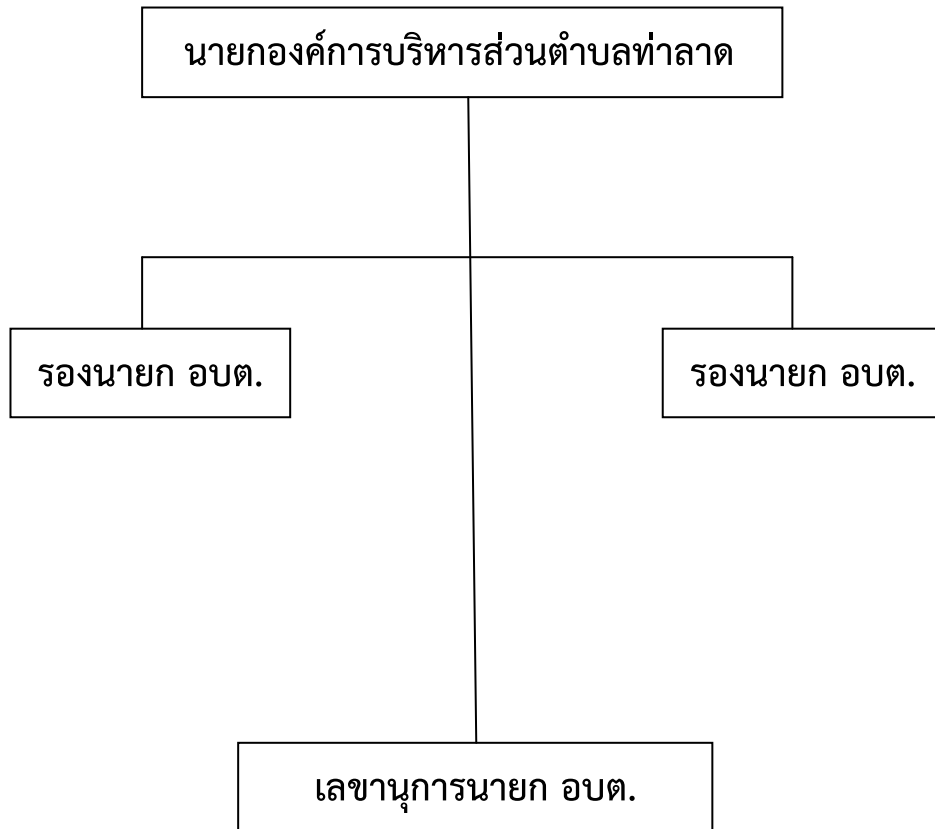 นายกองค์การบริหารส่วนตำบลท่าลาด
รองนายก อบต.
รองนายก อบต.
เลขานุการนายก อบต.